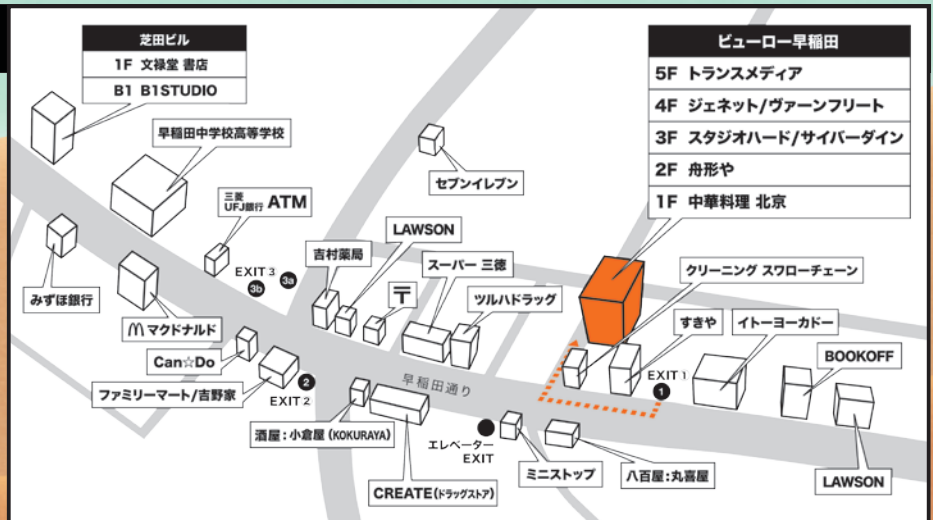 芝田ビル
1F 文禄堂 書店
B1 B1STUDIO
ビューロー早稲田
5F トランスメディア
4F ジェネット/ヴァーンフリート
3F スタジオハード/サイバーダイン
2F 舟形や
1F 中華料理 北京
早稲田中学校高等学校
セブンイレブン
三菱
UFJ銀行 ATM
LAWSON
吉村薬局
スーパー 三徳
クリーニング スワローチェーン
EXIT 3
3a
3b
〒
ツルハドラッグ
みずほ銀行
すきや
イトーヨーカドー
マクドナルド
BOOKOFF
Can☆Do
早稲田通り
EXIT 1
1
ファミリーマート/吉野家
2
EXIT 2
酒屋:小倉屋 (KOKURAYA)
エレベーター
EXIT
ミニストップ
八百屋:丸喜屋
LAWSON
CREATE(ドラッグストア)